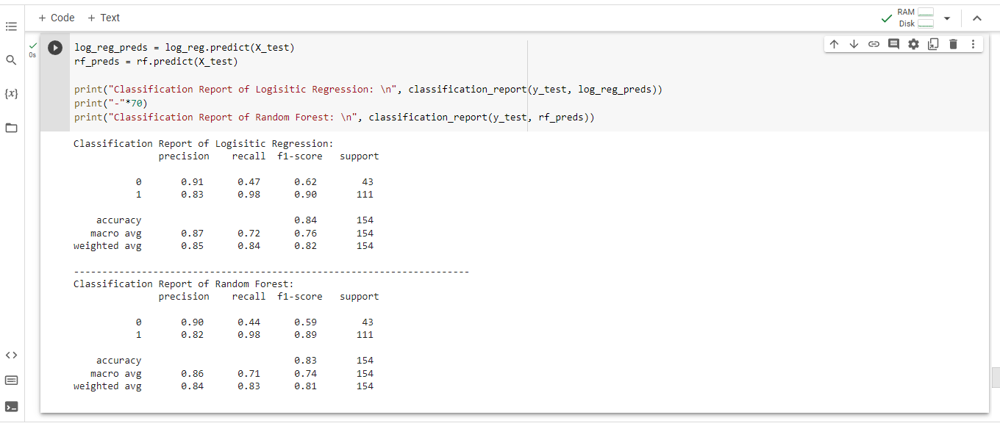 + Code + Text
RAM
Disk
{x}
0s
log_reg_preds = log_reg.predict(X_test)
rf_preds = rf.predict(X_test)
print("Classification Report of Logisitic Regression: \n", classification_report(y_test, log_reg_preds))
print("-"*70)
print("Classification Report of Random Forest: \n", classification_report(y_test, rf_preds))
Classification Report of Logisitic Regression:
precision recall f1-score support
0 0.91 0.47 0.62 43
1 0.83 0.98 0.90 111
accuracy 0.84 154
macro avg 0.87 0.72 0.76 154
weighted avg 0.85 0.84 0.82 154
----------------------------------------------------------------------
Classification Report of Random Forest:
precision recall f1-score support
0 0.90 0.44 0.59 43
1 0.82 0.98 0.89 111
accuracy 0.83 154
macro avg 0.86 0.71 0.74 154
weighted avg 0.84 0.83 0.81 154